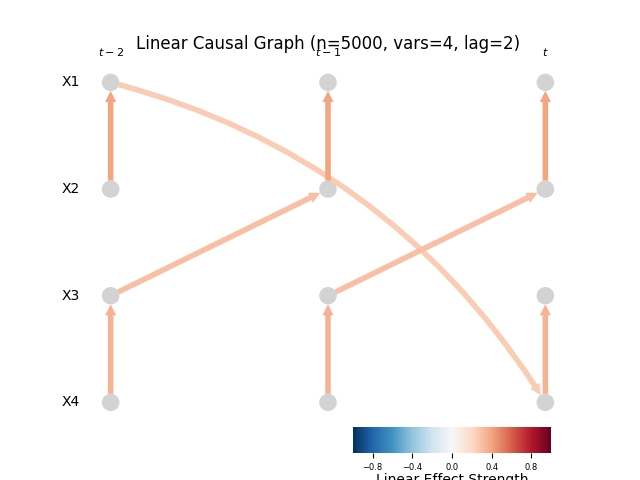 Linear Causal Graph (n=5000, vars=4, lag=2)
t − 2 t − 1 t
X1
X2
X3
X4
−0.8 −0.4 0.0 0.4 0.8
Linear Effect Strength